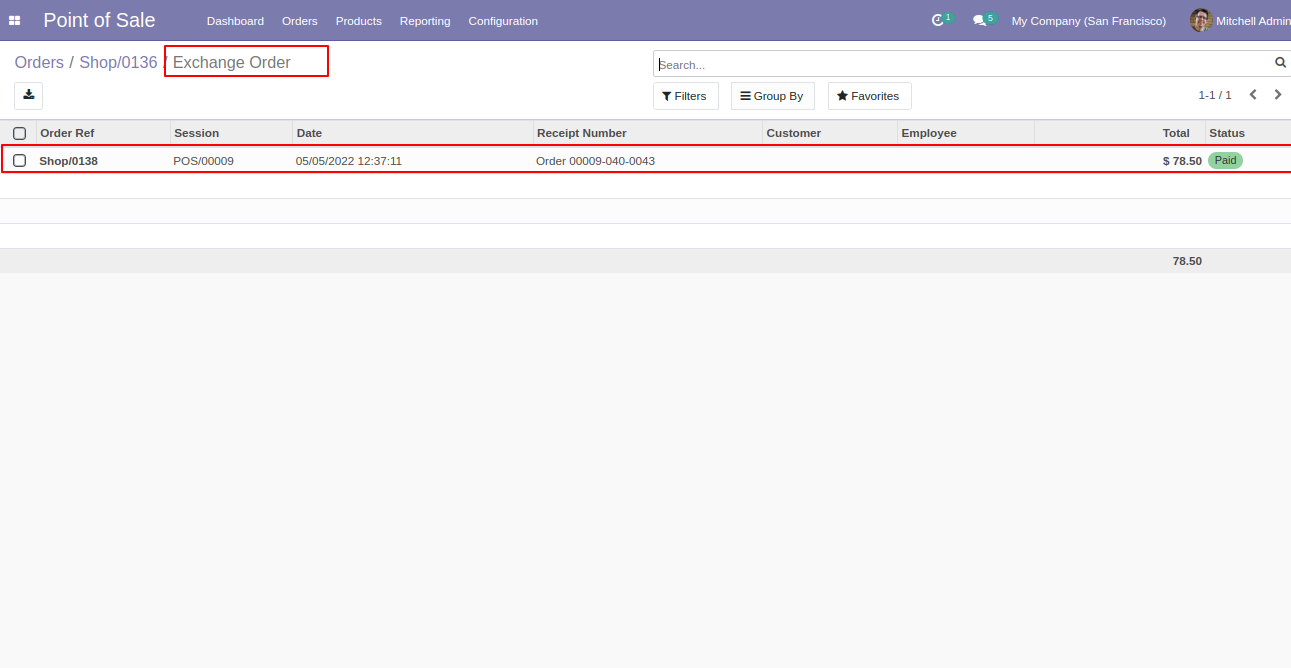 Point of Sale Dashboard Orders Products Reporting Configuration 1 5 My Company (San Francisco) Mitchell Admin
Orders / Shop/0136 / Exchange Order
Search...
Filters Group By Favorites 1-1 / 1
Order Ref Session Date Receipt Number Customer Employee Total Status
Shop/0138 POS/00009 05/05/2022 12:37:11 Order 00009-040-0043 $ 78.50 Paid
78.50